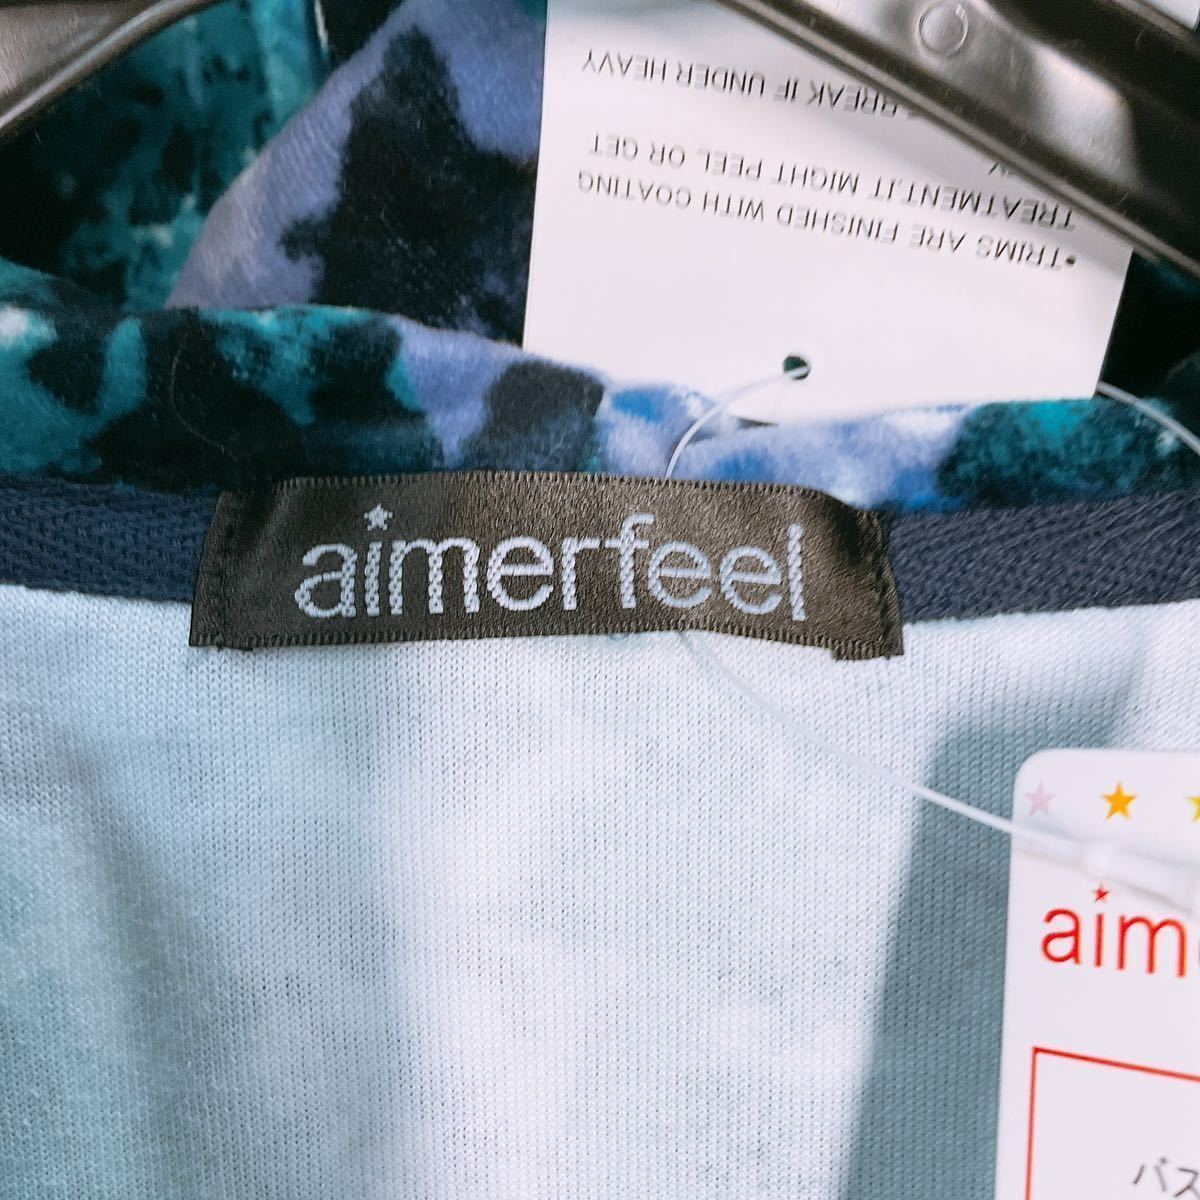 •TRIMS ARE FINISHED WITH COATING
TREATMENT.IT MIGHT PEEL OR GET
BREAK IF UNDER HEAVY
aimerfeel
aim
バス